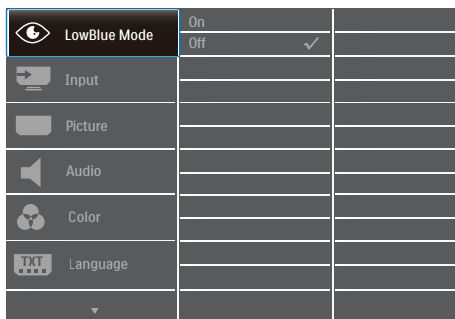 LowBlue Mode
On
Off
Input
Picture
Audio
Color
TXT
Language